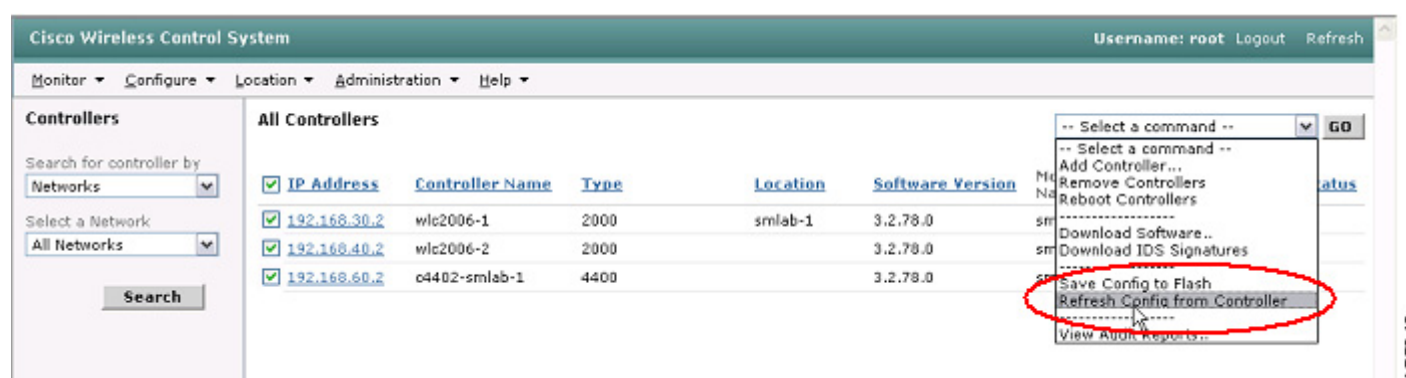 Cisco Wireless Control System
Username: root Logout Refresh
Monitor Configure Location Administration Help
Controllers
Search for controller by
Networks
Select a Network
All Networks
Search
All Controllers
-- Select a command -- GO
IP Address Controller Name Type Location Software Version
192.168.30.2 wlc2006-1 2000 smlab-1 3.2.78.0
192.168.40.2 wlc2006-2 2000 3.2.78.0
192.168.60.2 c4402-smlab-1 4400 3.2.78.0
-- Select a command --
Add Controller...
Remove Controllers
Reboot Controllers
------------------
Download Software..
Download IDS Signatures
------------------
Save Config to Flash
Refresh Config from Controller
------------------
View Audit Reports..